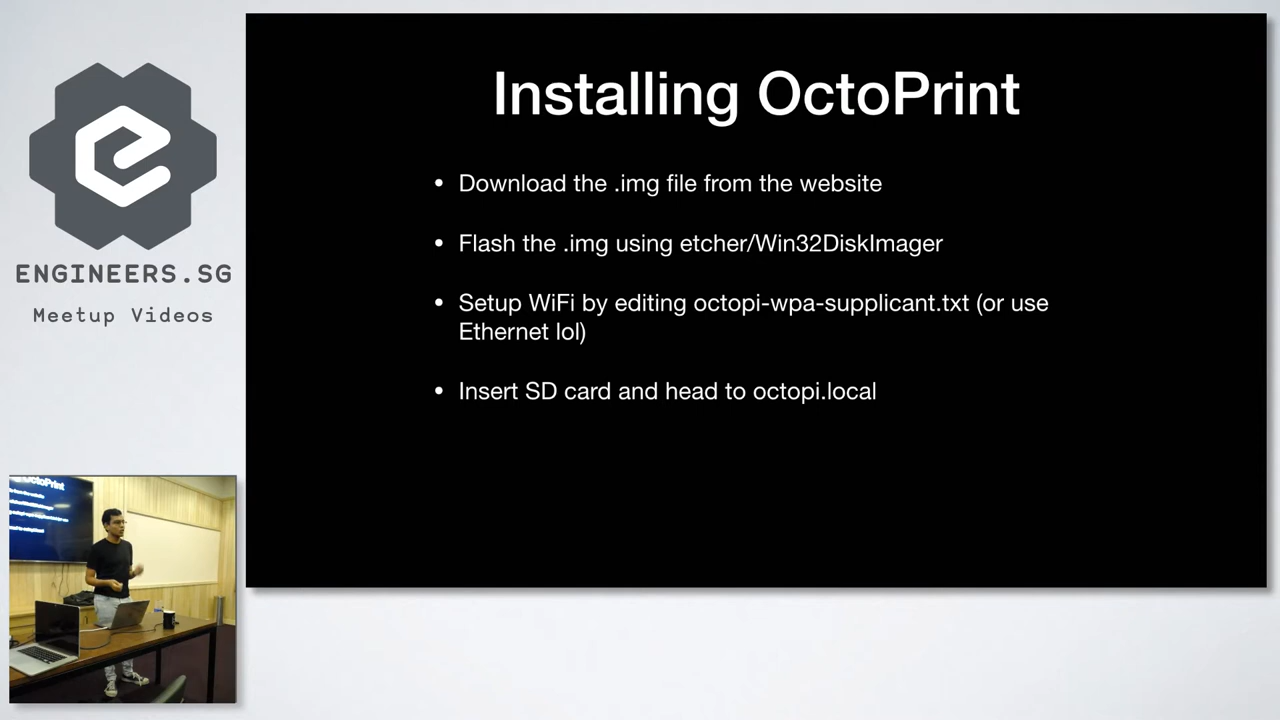 ENGINEERS.SG
Meetup Videos
Installing OctoPrint
• Download the .img file from the website
• Flash the .img using etcher/Win32DiskImager
• Setup WiFi by editing octopi-wpa-supplicant.txt (or use
Ethernet lol)
• Insert SD card and head to octopi.local
OctoPrint